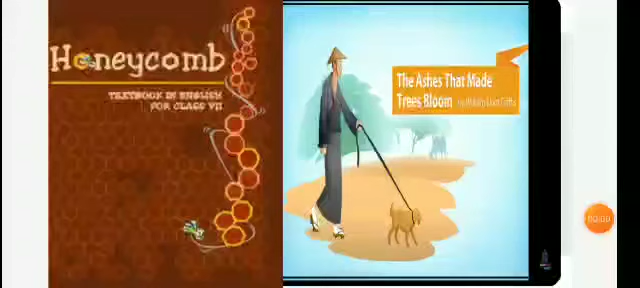 Honeycomb
TEXTBOOK IN ENGLISH
FOR CLASS VII
The Ashes That Made
Trees Bloom